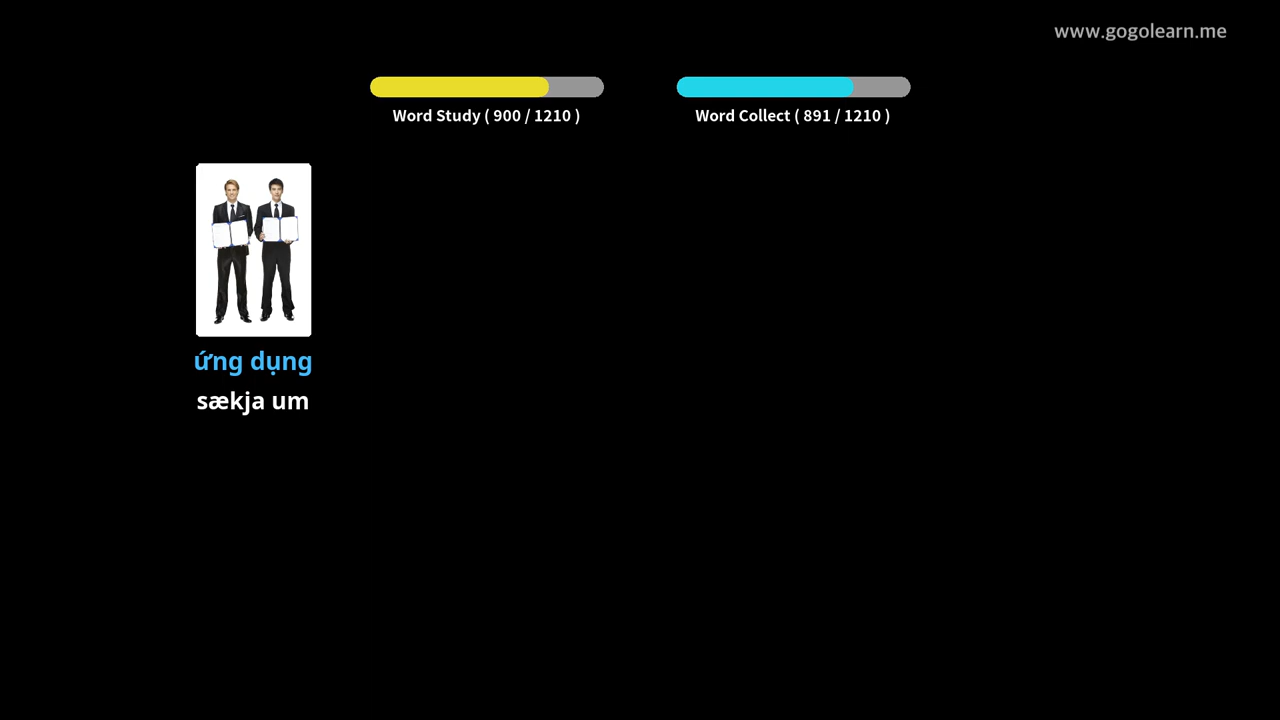 www.gogolearn.me
Word Study ( 900 / 1210 )
Word Collect ( 891 / 1210 )
ứng dụng
sækja um